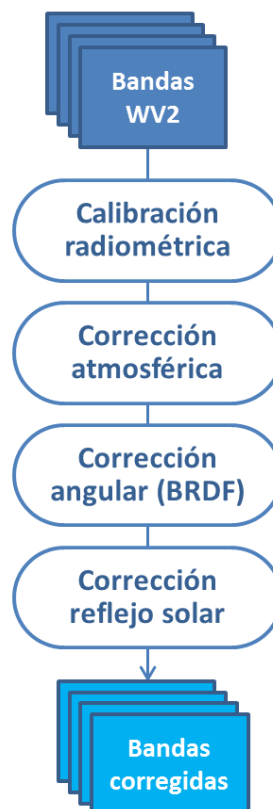 Bandas
WV2
Calibración
radiométrica
Corrección
atmosférica
Corrección
angular (BRDF)
Corrección
reflejo solar
Bandas
corregidas